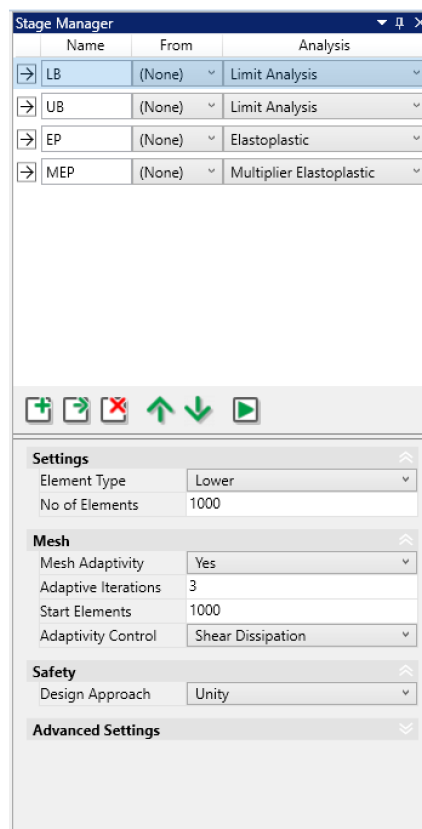 Stage Manager
Name From Analysis
LB (None) Limit Analysis
UB (None) Limit Analysis
EP (None) Elastoplastic
MEP (None) Multiplier Elastoplastic
Settings
Element Type Lower
No of Elements 1000
Mesh
Mesh Adaptivity Yes
Adaptive Iterations 3
Start Elements 1000
Adaptivity Control Shear Dissipation
Safety
Design Approach Unity
Advanced Settings